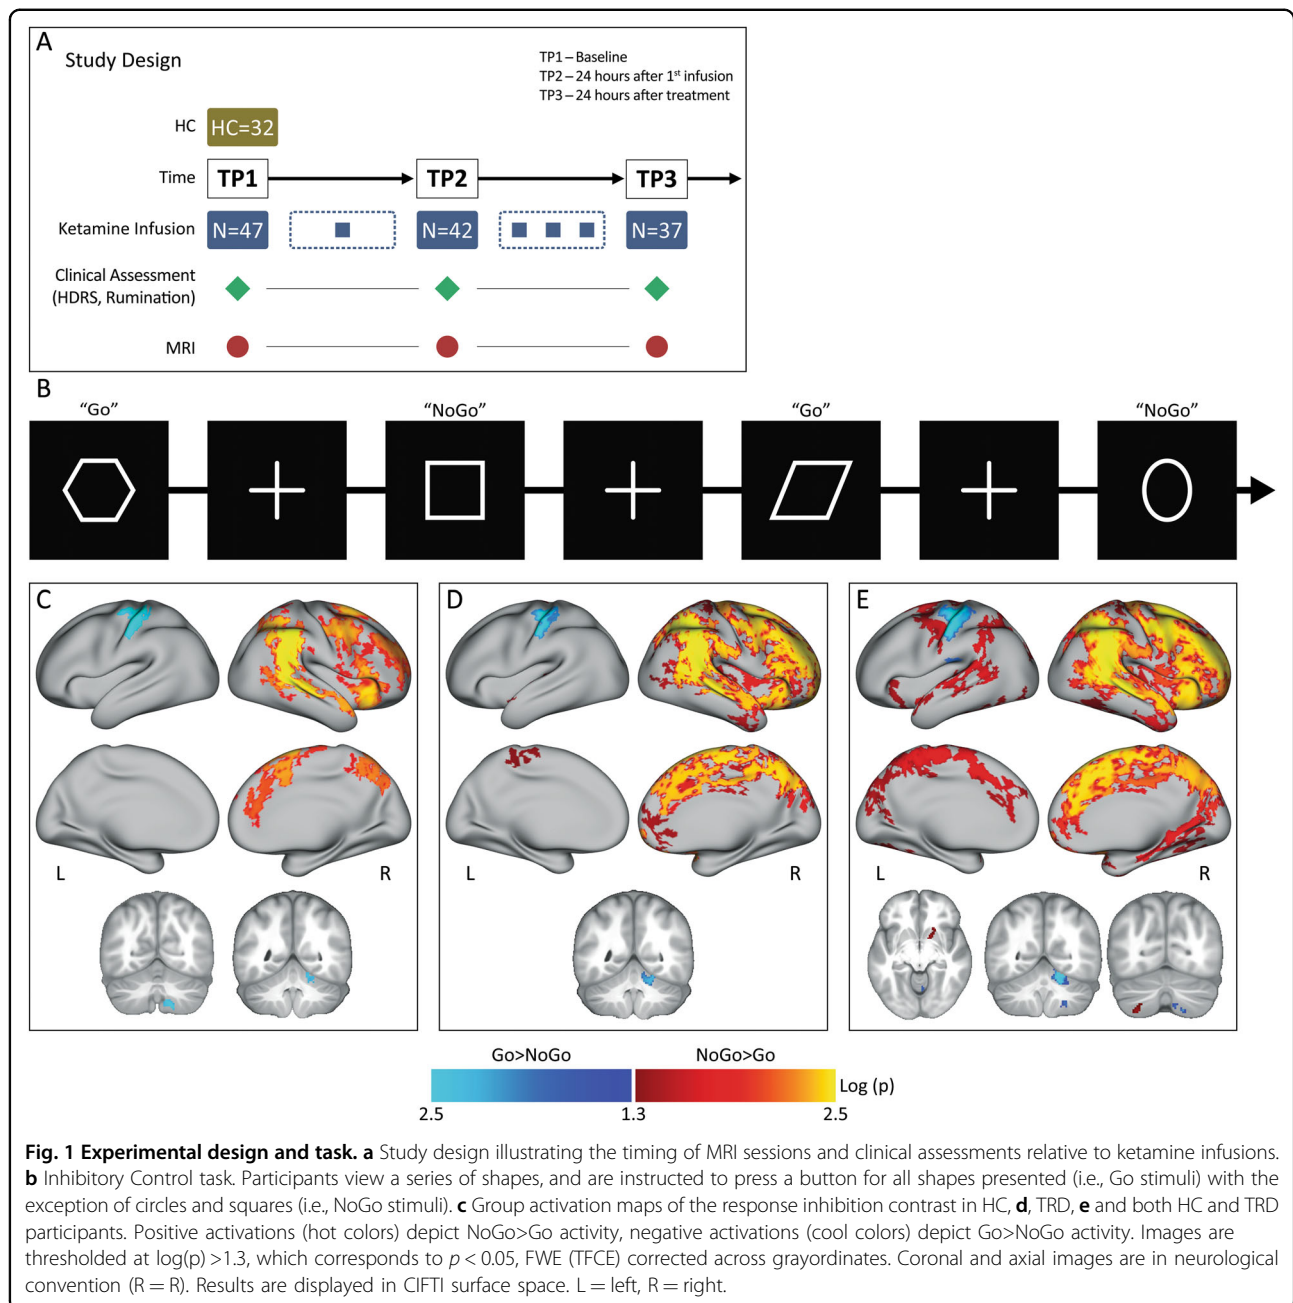 A
Study Design
TP1 – Baseline
TP2 – 24 hours after 1st infusion
TP3 – 24 hours after treatment
HC
HC=32
Time
TP1
TP2
TP3
Ketamine Infusion
N=47
N=42
N=37
Clinical Assessment
(HDRS, Rumination)
MRI
B
“Go”
“NoGo”
“Go”
“NoGo”
C
D
E
L
R
L
R
L
R
Go>NoGo
NoGo>Go
Log (p)
2.5
1.3
2.5
Fig. 1 Experimental design and task. a Study design illustrating the timing of MRI sessions and clinical assessments relative to ketamine infusions.
b Inhibitory Control task. Participants view a series of shapes, and are instructed to press a button for all shapes presented (i.e., Go stimuli) with the
exception of circles and squares (i.e., NoGo stimuli). c Group activation maps of the response inhibition contrast in HC, d, TRD, e and both HC and TRD
participants. Positive activations (hot colors) depict NoGo>Go activity, negative activations (cool colors) depict Go>NoGo activity. Images are
thresholded at log(p) >1.3, which corresponds to p < 0.05, FWE (TFCE) corrected across grayordinates. Coronal and axial images are in neurological
convention (R = R). Results are displayed in CIFTI surface space. L = left, R = right.